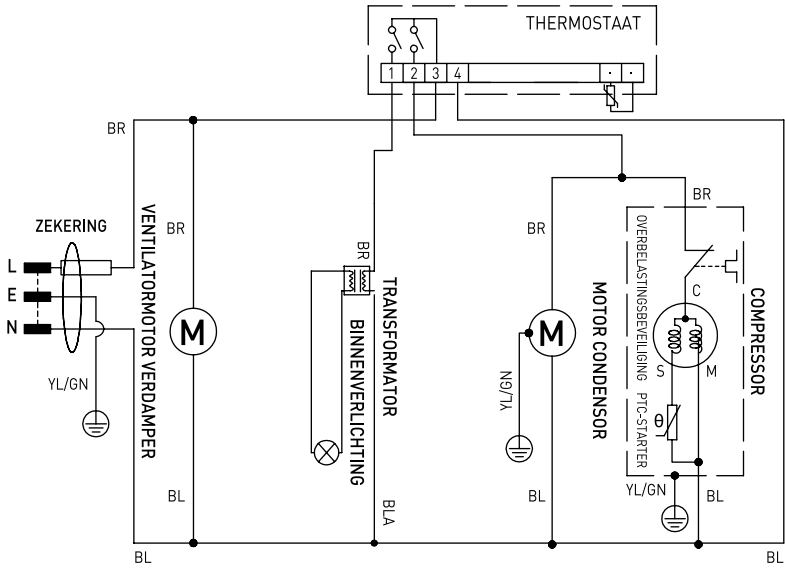 THERMOSTAAT
1 2 3 4
BR
ZEKERING
L
E
N
YL/GN
VENTILATORMOTOR VERDAMPER
BR
M
BL
BL
BR
TRANSFORMATOR
BINNENVERLICHTING
BLA
BR
M
YL/GN
MOTOR CONDENSOR
BL
BR
OVERBELASTINGSBEVEILIGING
PTC-STARTER
COMPRESSOR
C
S M
θ
YL/GN
BL
BL